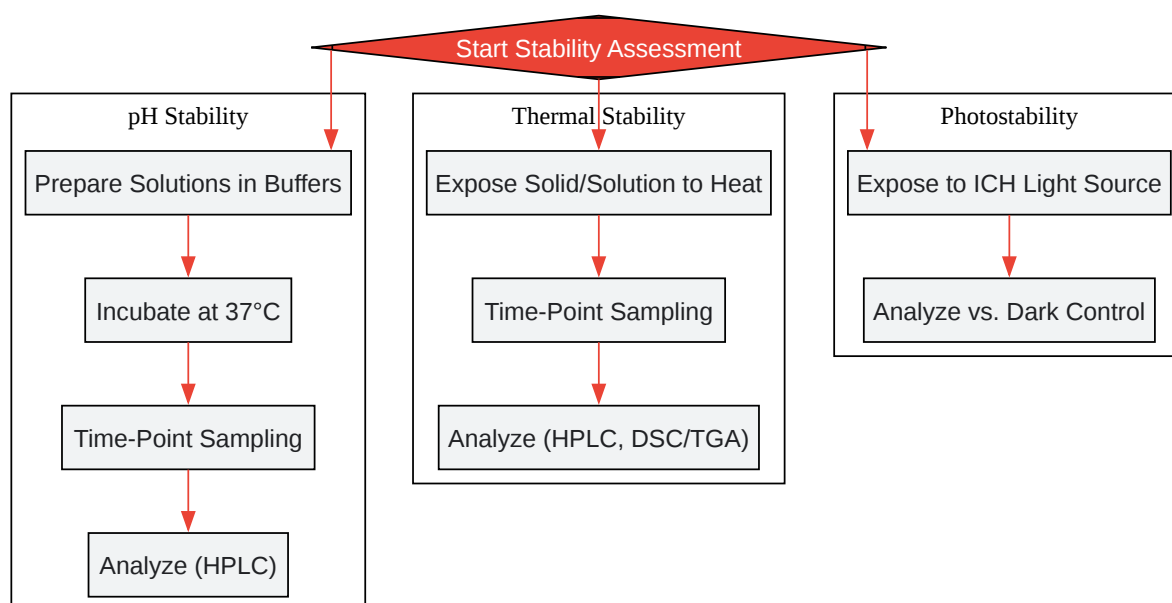 Start Stability Assessment
pH Stability
Prepare Solutions in Buffers
Incubate at 37°C
Time-Point Sampling
Analyze (HPLC)
Thermal Stability
Expose Solid/Solution to Heat
Time-Point Sampling
Analyze (HPLC, DSC/TGA)
Photostability
Expose to ICH Light Source
Analyze vs. Dark Control